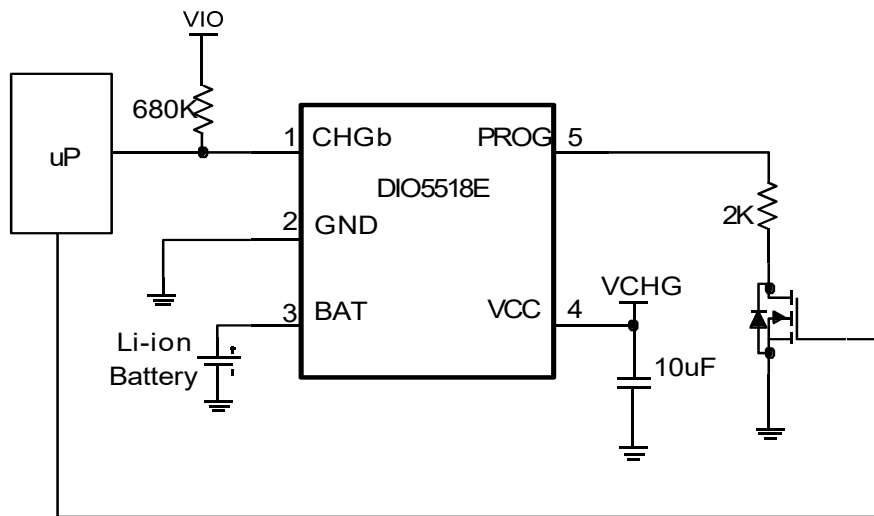 VIO
680K
uP
1
CHGb
PROG
5
DIO5518E
2K
2
GND
VCHG
3
BAT
VCC
4
Li-ion
Battery
10uF